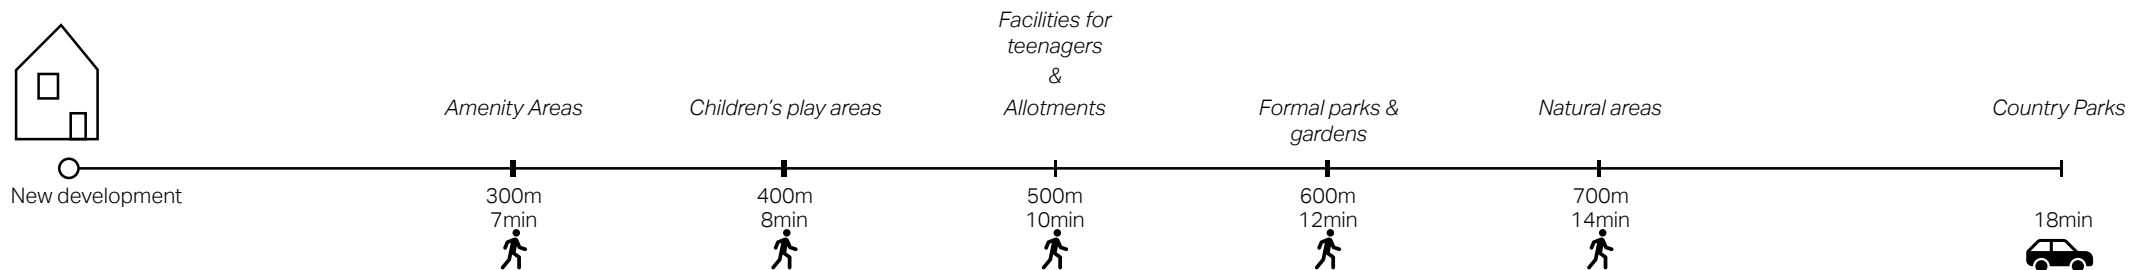 Facilities for
teenagers
&
Amenity Areas
Children's play areas
Allotments
Formal parks &
gardens
Natural areas
Country Parks
New development
300m
7min
400m
8min
500m
10min
600m
12min
700m
14min
18min